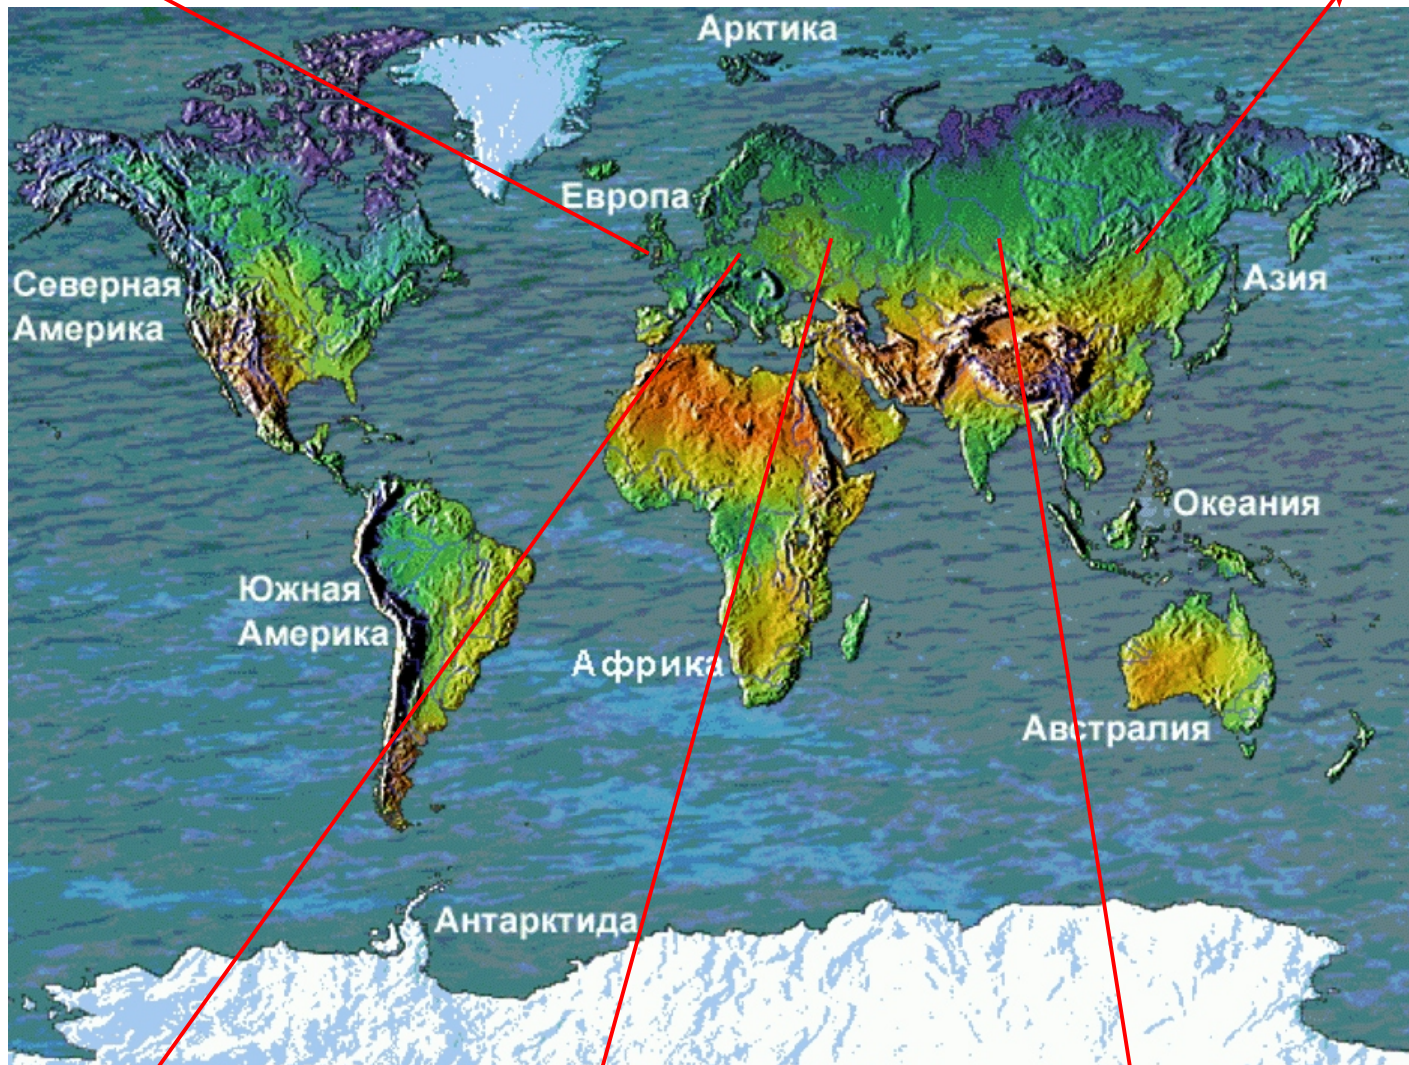 Арктика
Европа
Северная
Америка
Азия
Океания
Южная
Америка
Африка
Австралия
Антарктида